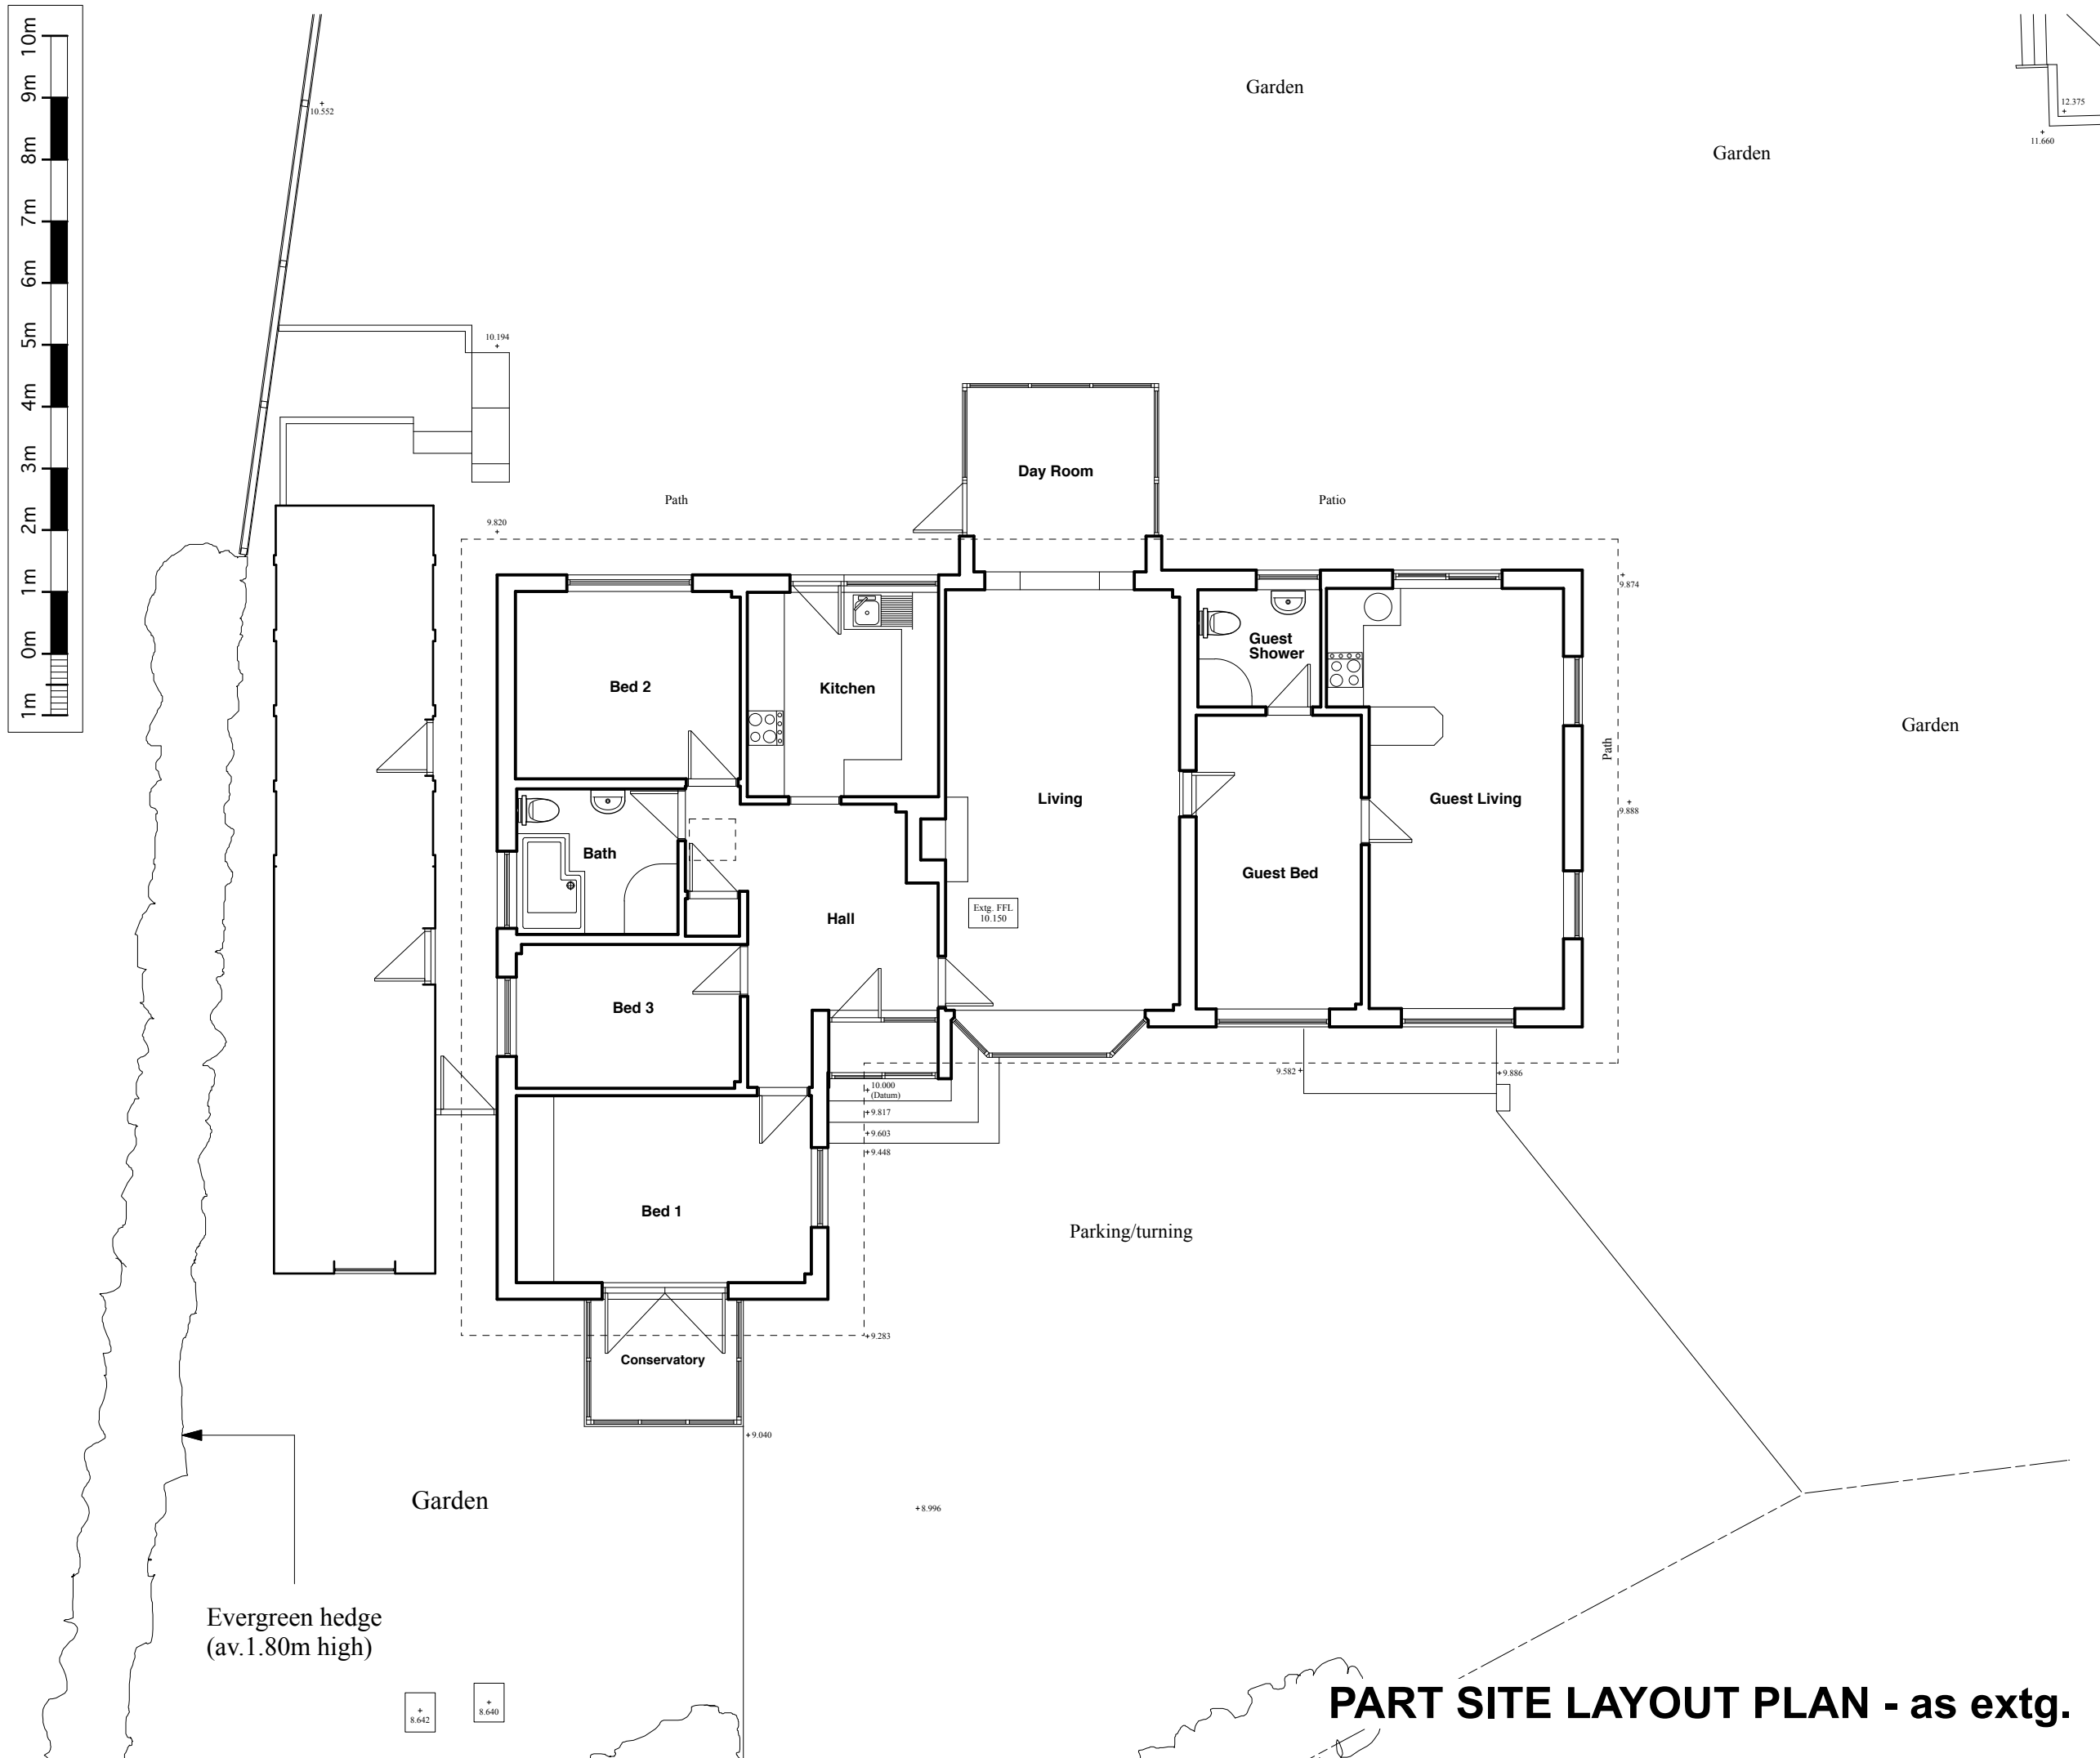 10m
9m
8m
7m
6m
5m
4m
3m
2m
1m
0m
1m
10.552
Garden
Garden
12.375
11.660
10.194
Day Room
Path
Patio
9.820
9.874
Bed 2
Kitchen
Guest
Shower
Garden
Path
Living
Guest Living
9.888
Bath
Guest Bed
Hall
Extg. FFL
10.150
Bed 3
10.000
(Datum)
9.817
9.603
9.448
9.582
9.886
Bed 1
Parking/turning
9.283
Conservatory
9.040
Garden
8.996
Evergreen hedge
(av.1.80m high)
8.642
8.640
PART SITE LAYOUT PLAN - as extg.